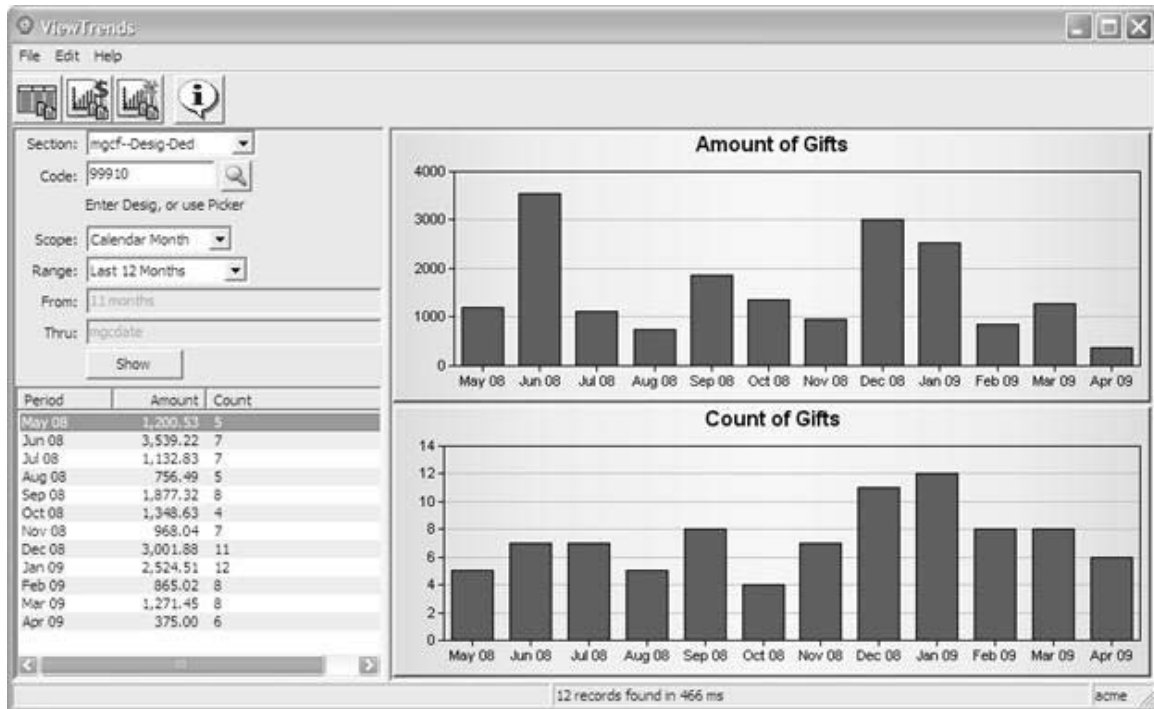 ViewTrends
File Edit Help
Section: mgcf--Desig-Ded
Code: 99910
Enter Desig, or use Picker
Scope: Calendar Month
Range: Last 12 Months
From: 11 months
Thru: mgcdate
Show
Period Amount Count
May 08 1,200.53 5
Jun 08 3,539.22 7
Jul 08 1,132.83 7
Aug 08 756.49 5
Sep 08 1,877.32 8
Oct 08 1,348.63 4
Nov 08 968.04 7
Dec 08 3,001.88 11
Jan 09 2,524.51 12
Feb 09 865.02 8
Mar 09 1,271.45 8
Apr 09 375.00 6
Amount of Gifts
4000
3000
2000
1000
0
May 08 Jun 08 Jul 08 Aug 08 Sep 08 Oct 08 Nov 08 Dec 08 Jan 09 Feb 09 Mar 09 Apr 09
Count of Gifts
14
12
10
8
6
4
2
0
May 08 Jun 08 Jul 08 Aug 08 Sep 08 Oct 08 Nov 08 Dec 08 Jan 09 Feb 09 Mar 09 Apr 09
12 records found in 466 ms
acme